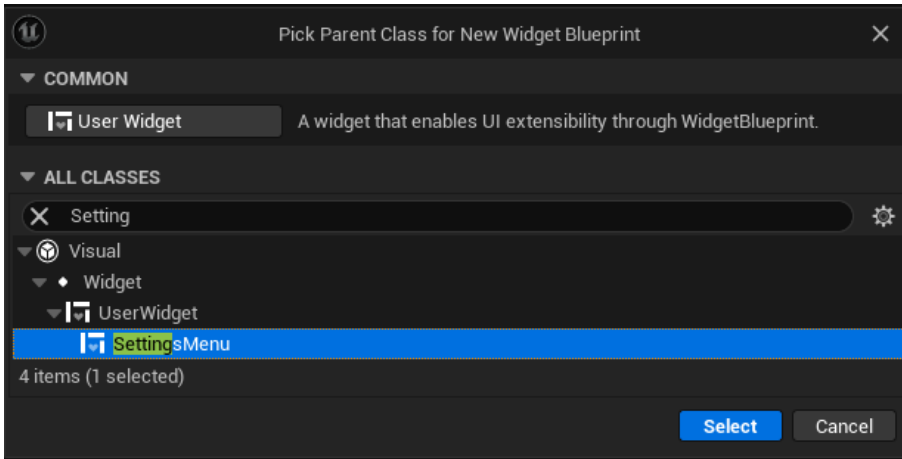 Pick Parent Class for New Widget Blueprint
COMMON
User Widget A widget that enables UI extensibility through WidgetBlueprint.
ALL CLASSES
Setting
Visual
Widget
UserWidget
SettingsMenu
4 items (1 selected)
Select Cancel